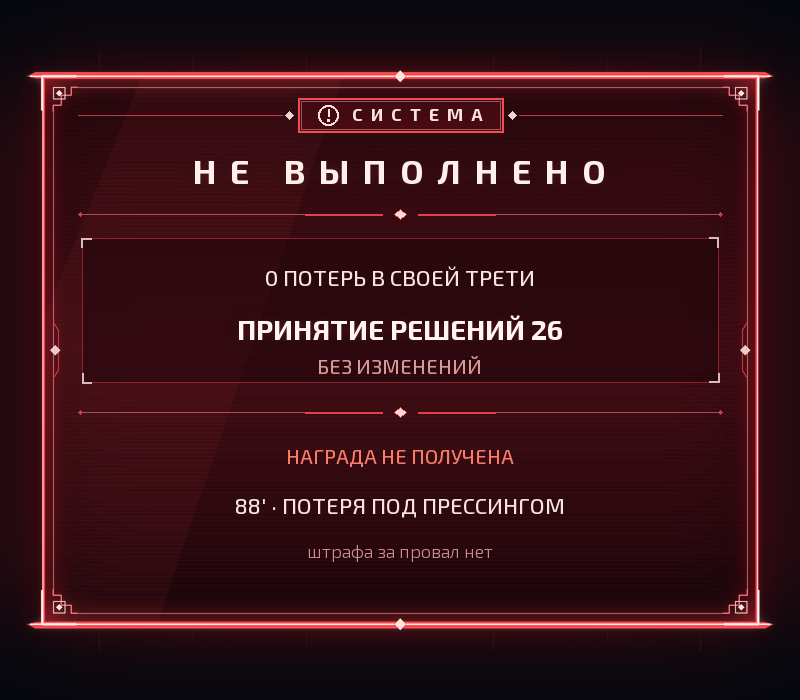 СИСТЕМА
НЕ ВЫПОЛНЕНО
0 ПОТЕРЬ В СВОЕЙ ТРЕТИ
ПРИНЯТИЕ РЕШЕНИЙ 26
БЕЗ ИЗМЕНЕНИЙ
НАГРАДА НЕ ПОЛУЧЕНА
88' · ПОТЕРЯ ПОД ПРЕССИНГОМ
штрафа за провал нет